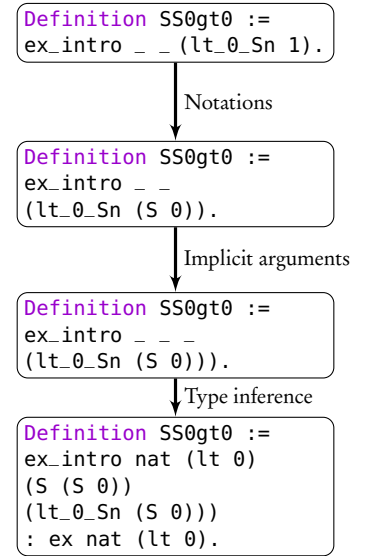 Definition SS0gt0 :=
ex_intro _ _ (lt_0_Sn 1).
Notations
Definition SS0gt0 :=
ex_intro _ _
(lt_0_Sn (S 0)).
Implicit arguments
Definition SS0gt0 :=
ex_intro _ _ _
(lt_0_Sn (S 0))).
Type inference
Definition SS0gt0 :=
ex_intro nat (lt 0)
(S (S 0))
(lt_0_Sn (S 0)))
: ex nat (lt 0).